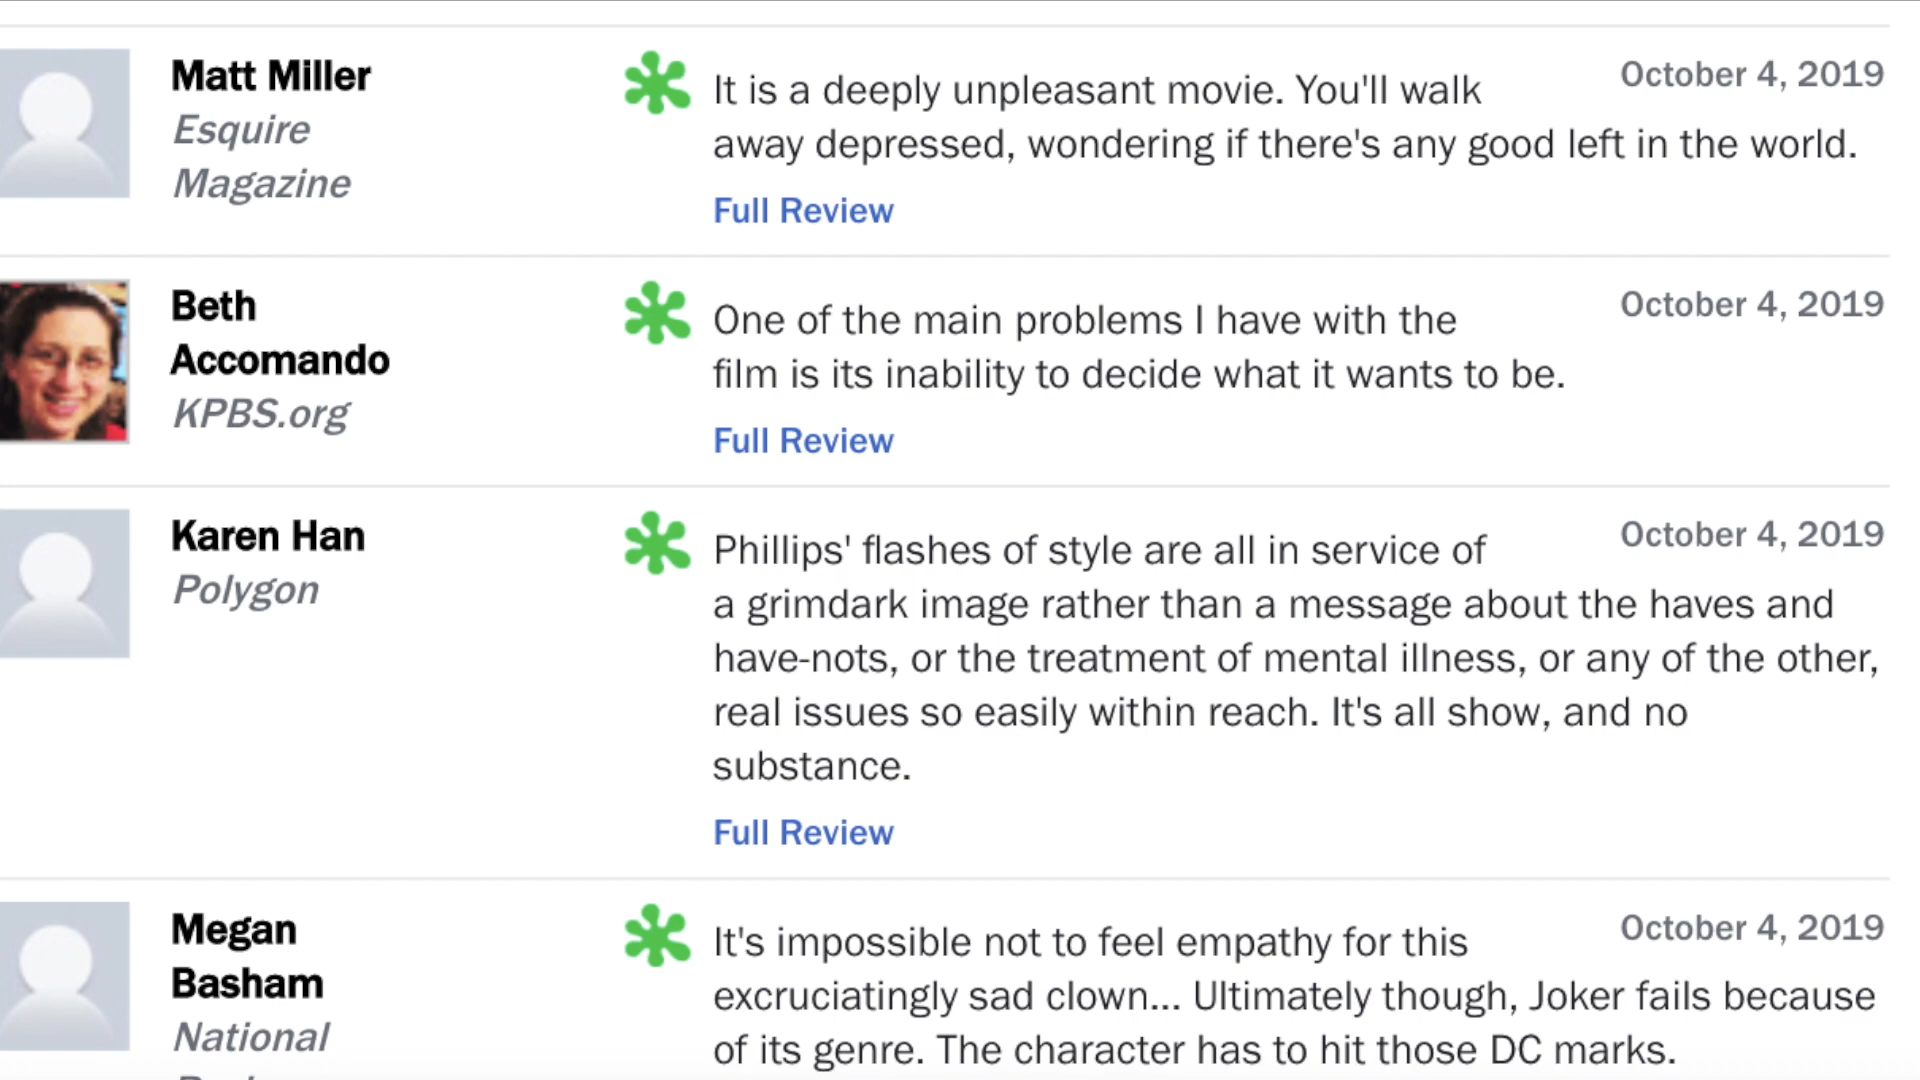 Matt Miller
Esquire
Magazine
It is a deeply unpleasant movie. You'll walk
away depressed, wondering if there's any good left in the world.
Full Review
October 4, 2019
Beth
Accomando
KPBS.org
One of the main problems I have with the
film is its inability to decide what it wants to be.
Full Review
October 4, 2019
Karen Han
Polygon
Phillips' flashes of style are all in service of
a grimdark image rather than a message about the haves and
have-nots, or the treatment of mental illness, or any of the other,
real issues so easily within reach. It's all show, and no
substance.
Full Review
October 4, 2019
Megan
Basham
National
It's impossible not to feel empathy for this
excruciatingly sad clown... Ultimately though, Joker fails because
of its genre. The character has to hit those DC marks.
October 4, 2019